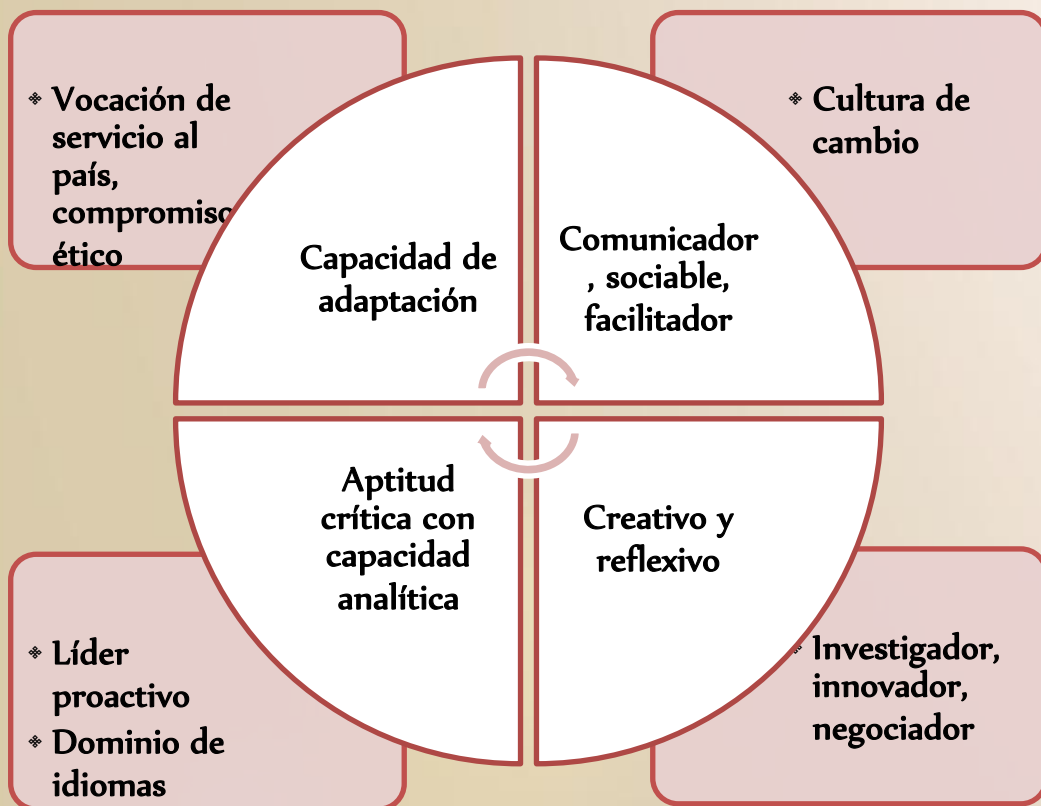 Vocación de
servicio al
país,
compromiso
ético
Cultura de
cambio
Capacidad de
adaptación
Comunicador
, sociable,
facilitador
Aptitud
crítica con
capacidad
analítica
Creativo y
reflexivo
Líder
proactivo
Dominio de
idiomas
Investigador,
innovador,
negociador